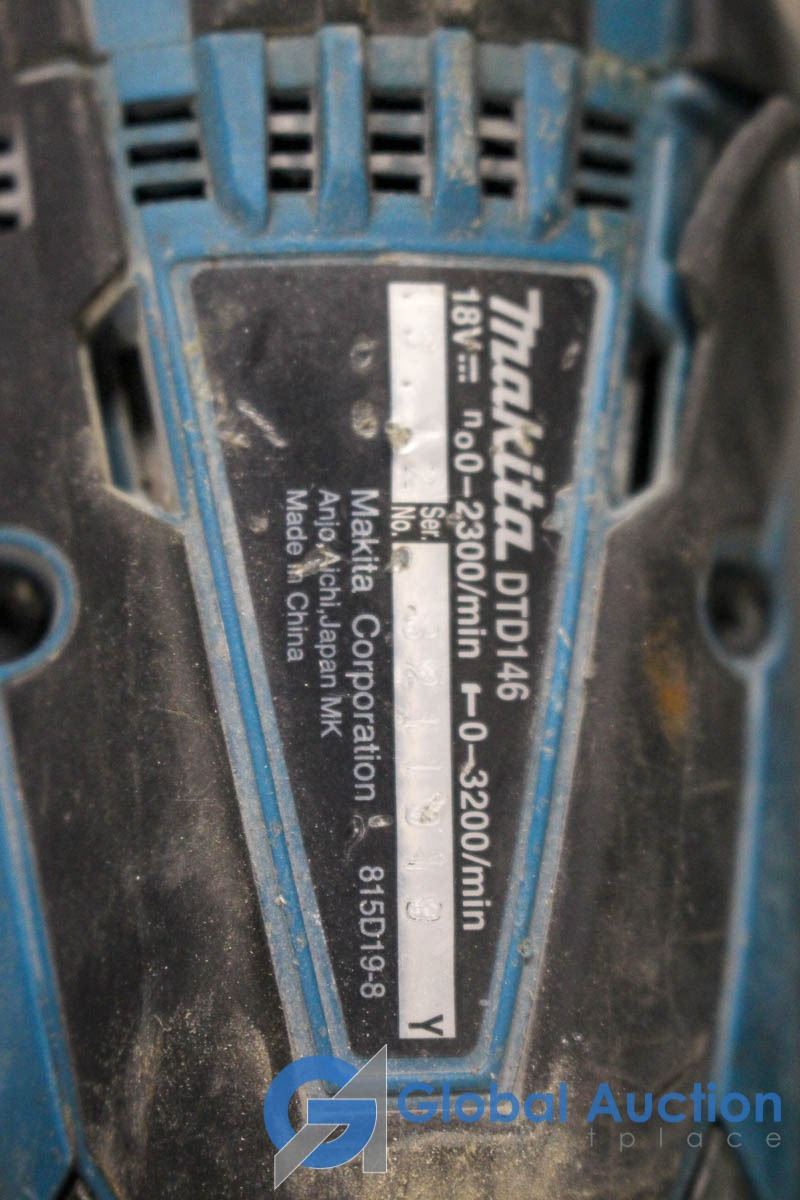 makita DTD146
18V⎓ n₀0-2300/min 0-3200/min
Ser. No. Y
Makita Corporation 815D19-8
Anjo, Aichi, Japan MK
Made in China
Global Auction